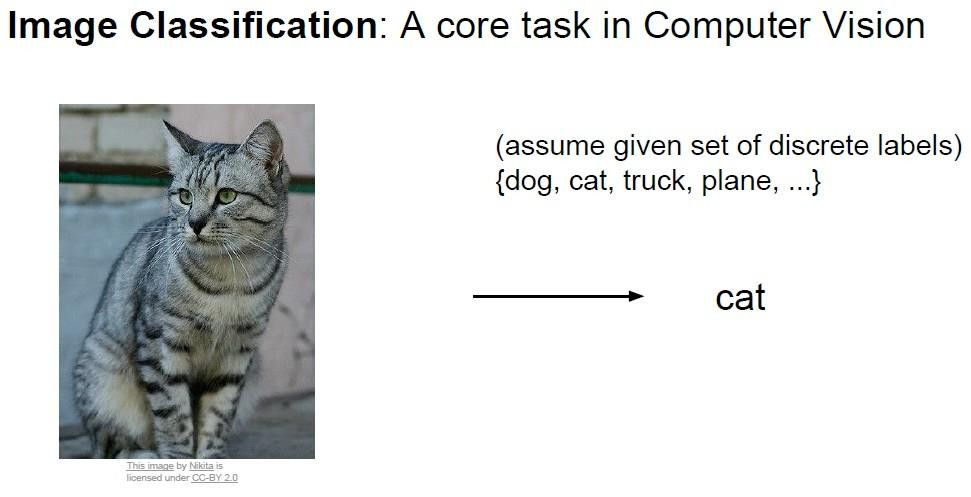 Image Classification: A core task in Computer Vision
(assume given set of discrete labels)
{dog, cat, truck, plane, ...}
cat
This image by Nikita is
licensed under CC-BY 2.0